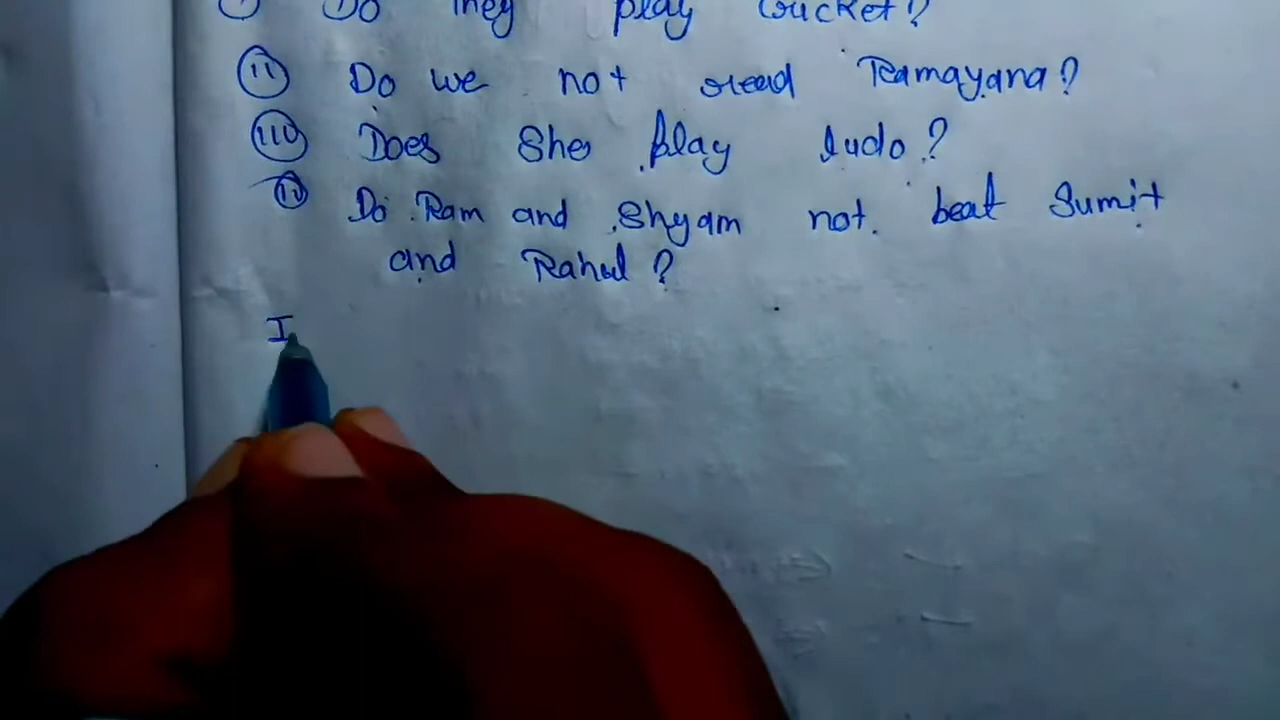 (i) Do they play cricket?
(ii) Do we not read Ramayana?
(iii) Does She play ludo?
(iv) Do Ram and Shyam not beat Sumit
and Rahul?
I